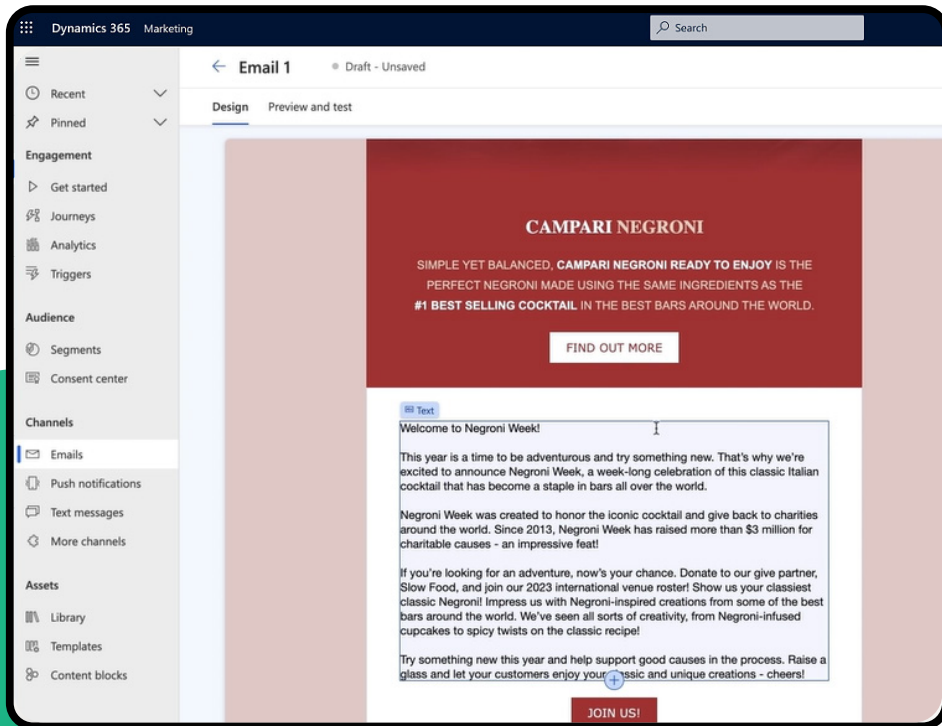 Dynamics 365 Marketing
Search
Recent
Pinned
Engagement
Get started
Journeys
Analytics
Triggers
Audience
Segments
Consent center
Channels
Emails
Push notifications
Text messages
More channels
Assets
Library
Templates
Content blocks
Email 1
Draft - Unsaved
Design Preview and test
CAMPARI NEGRONI
SIMPLE YET BALANCED, CAMPARI NEGRONI READY TO ENJOY IS THE
PERFECT NEGRONI MADE USING THE SAME INGREDIENTS AS THE
#1 BEST SELLING COCKTAIL IN THE BEST BARS AROUND THE WORLD.
FIND OUT MORE
Text
Welcome to Negroni Week!
This year is a time to be adventurous and try something new. That's why we're
excited to announce Negroni Week, a week-long celebration of this classic Italian
cocktail that has become a staple in bars all over the world.
Negroni Week was created to honor the iconic cocktail and give back to charities
around the world. Since 2013, Negroni Week has raised more than $3 million for
charitable causes - an impressive feat!
If you're looking for an adventure, now's your chance. Donate to our give partner,
Slow Food, and join our 2023 international venue roster! Show us your classiest
classic Negroni! Impress us with Negroni-inspired creations from some of the best
bars around the world. We've seen all sorts of creativity, from Negroni-infused
cupcakes to spicy twists on the classic recipe!
Try something new this year and help support good causes in the process. Raise a
glass and let your customers enjoy your classic and unique creations - cheers!
JOIN US!